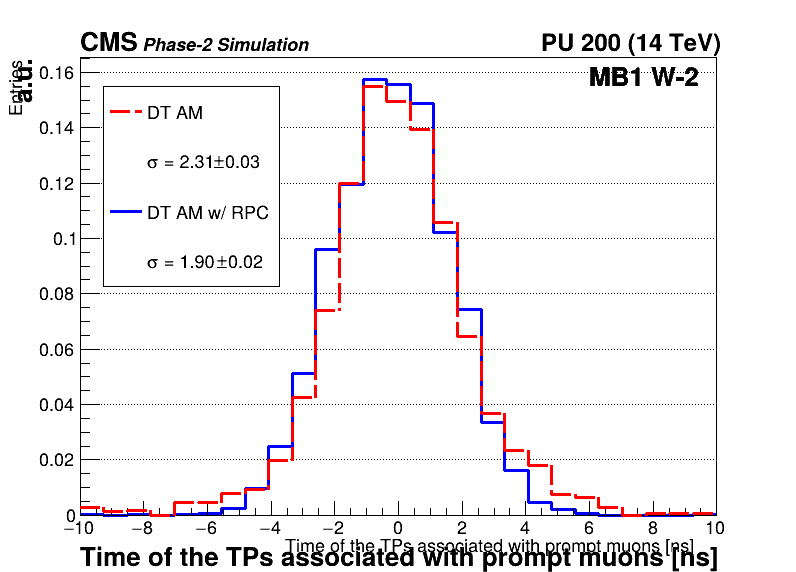 CMS Phase-2 Simulation
PU 200 (14 TeV)
Entries
a.u.
MB1 W-2
DT AM
σ = 2.31±0.03
DT AM w/ RPC
σ = 1.90±0.02
0.16
0.14
0.12
0.1
0.08
0.06
0.04
0.02
0
−10 −8 −6 −4 −2 0 2 4 6 8 10
Time of the TPs associated with prompt muons [ns]
Time of the TPs associated with prompt muons [ns]